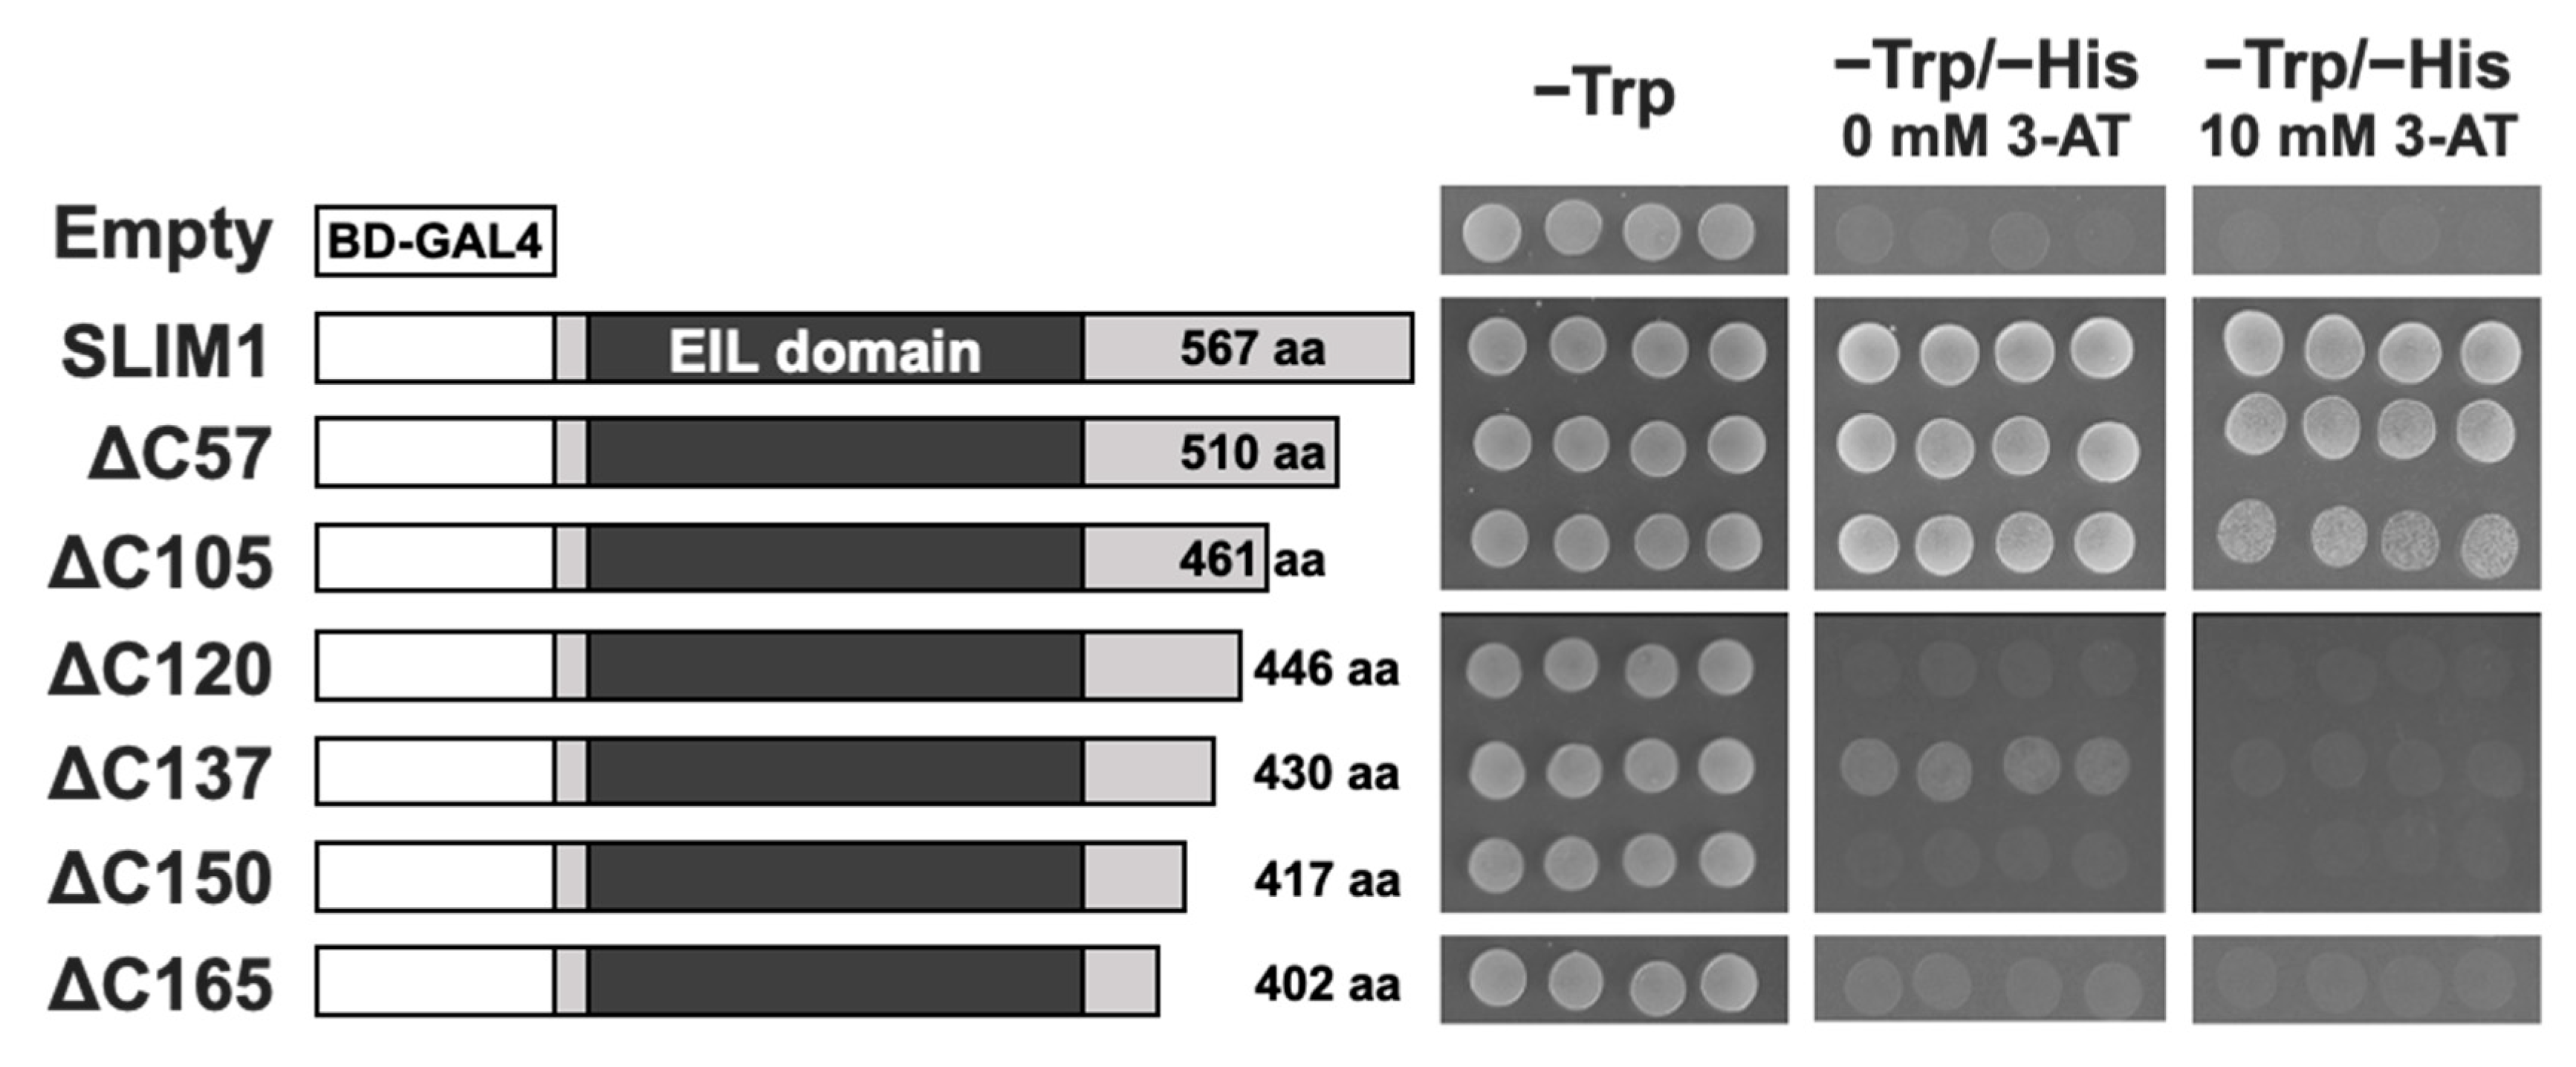 −Trp
−Trp/−His
0 mM 3-AT
−Trp/−His
10 mM 3-AT
Empty
BD-GAL4
SLIM1
EIL domain
567 aa
ΔC57
510 aa
ΔC105
461 aa
ΔC120
446 aa
ΔC137
430 aa
ΔC150
417 aa
ΔC165
402 aa